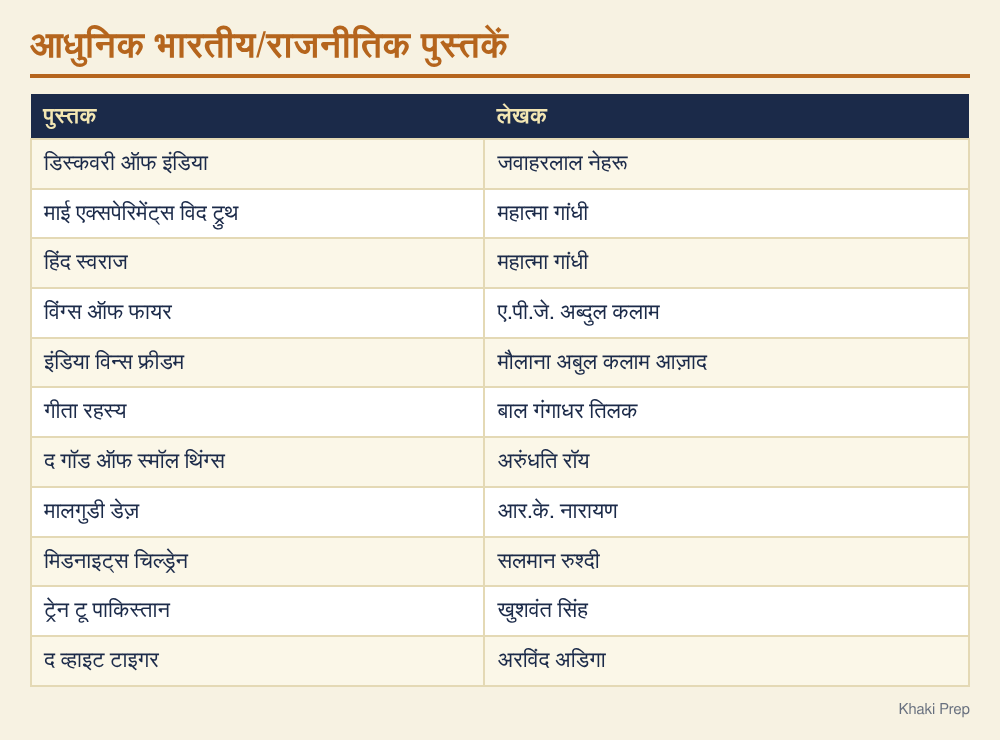 आधुनिक भारतीय/राजनीतिक पुस्तकें
पुस्तक लेखक
डिस्कवरी ऑफ इंडिया जवाहरलाल नेहरू
माई एक्सपेरिमेंट्स विद ट्रुथ महात्मा गांधी
हिंद स्वराज महात्मा गांधी
विंग्स ऑफ फायर ए.पी.जे. अब्दुल कलाम
इंडिया विन्स फ्रीडम मौलाना अबुल कलाम आज़ाद
गीता रहस्य बाल गंगाधर तिलक
द गॉड ऑफ स्मॉल थिंग्स अरुंधति रॉय
मालगुडी डेज़ आर.के. नारायण
मिडनाइट्स चिल्ड्रेन सलमान रुश्दी
ट्रेन टू पाकिस्तान खुशवंत सिंह
द व्हाइट टाइगर अरविंद अडिगा
Khaki Prep